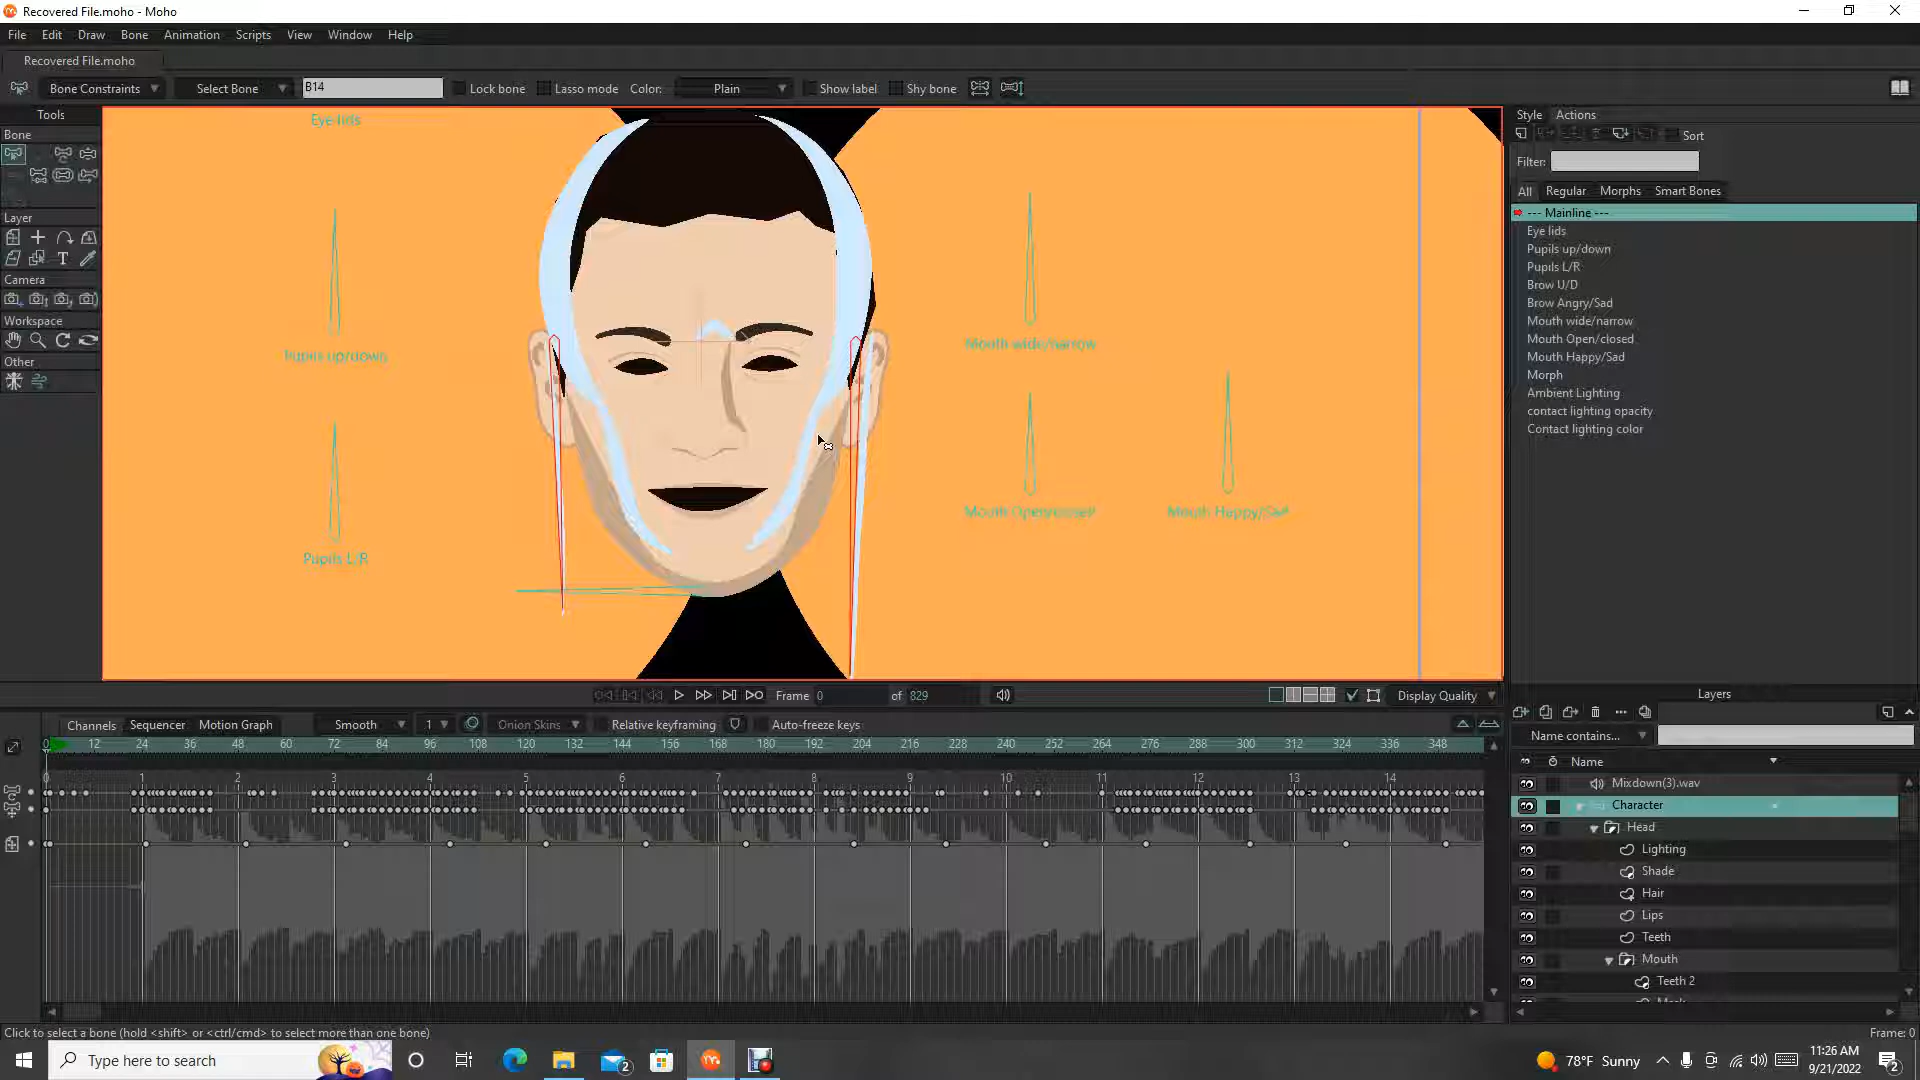 Recovered File.moho - Moho
File Edit Draw Bone Animation Scripts View Window Help
Recovered File.moho
Bone Constraints Select Bone B14 Lock bone Lasso mode Color: Plain Show label Shy bone
Tools
Bone
Layer
Camera
Workspace
Other
Eye lids
Pupils up/down
Pupils L/R
Mouth wide/narrow
Mouth Open/closed
Mouth Happy/Sad
Style Actions
Sort
Filter:
All Regular Morphs Smart Bones
--- Mainline ---
Eye lids
Pupils up/down
Pupils L/R
Brow U/D
Brow Angry/Sad
Mouth wide/narrow
Mouth Open/closed
Mouth Happy/Sad
Morph
Ambient Lighting
contact lighting opacity
Contact lighting color
Frame 0 of 829 Display Quality
Layers
Channels Sequencer Motion Graph Smooth 1 Onion Skins Relative keyframing Auto-freeze keys
Name contains...
0 12 24 36 48 60 72 84 96 108 120 132 144 156 168 180 192 204 216 228 240 252 264 276 288 300 312 324 336 348
0 1 2 3 4 5 6 7 8 9 10 11 12 13 14
Name
Mixdown(3).wav
Character
Head
Lighting
Shade
Hair
Lips
Teeth
Mouth
Teeth 2
Click to select a bone (hold <shift> or <ctrl/cmd> to select more than one bone)
Frame: 0
Type here to search
2
78°F Sunny
11:26 AM
9/21/2022
2